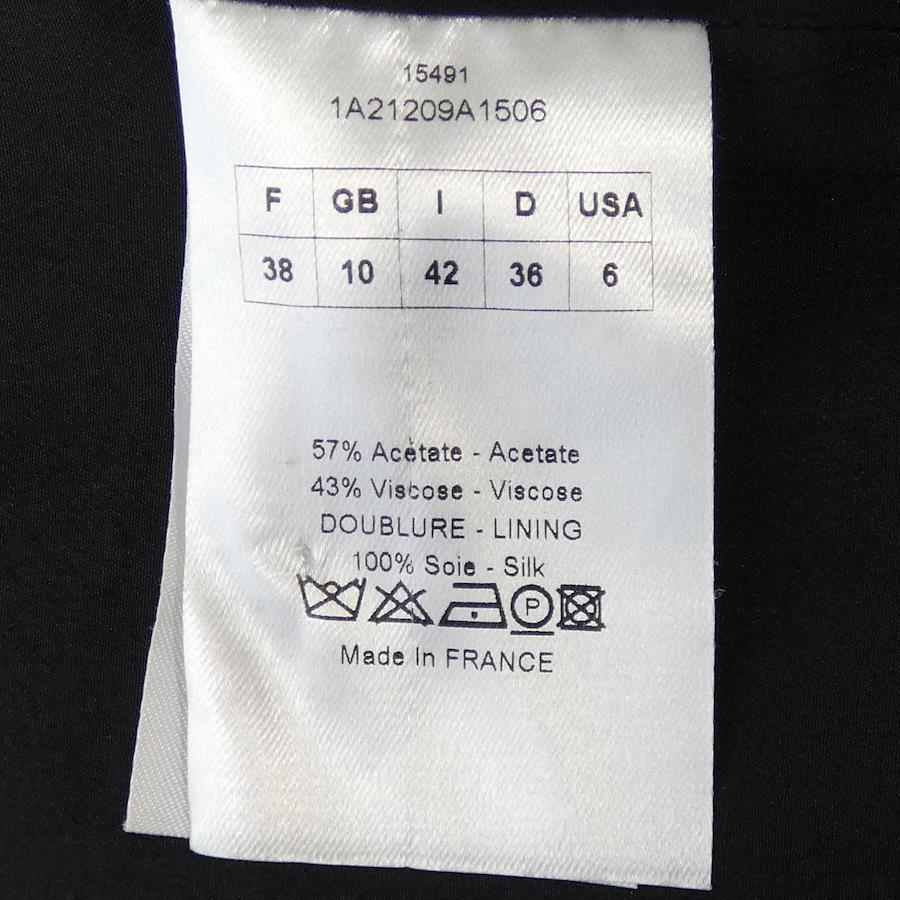 15491
1A21209A1506
F GB I D USA
38 10 42 36 6
57% Acétate - Acetate
43% Viscose - Viscose
DOUBLURE - LINING
100% Soie - Silk
P
Made In FRANCE